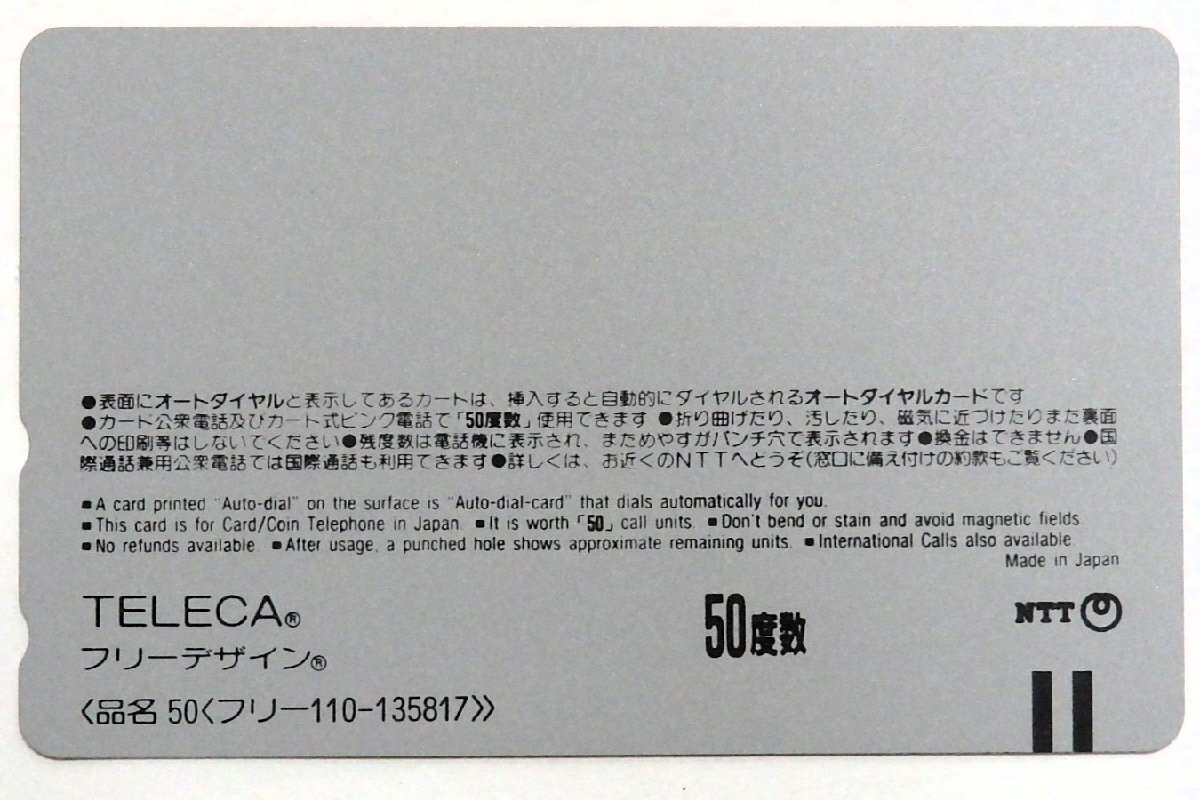 ●表面にオートダイヤルと表示してあるカードは、挿入すると自動的にダイヤルされるオートダイヤルカードです
●カード公衆電話及びカード式ピンク電話で「50度数」使用できます ●折り曲げたり、汚したり、磁気に近づけたりまた裏面
への印刷等はしないでください●残度数は電話機に表示され、まためやすがパンチ穴で表示されます●換金はできません●国
際通話兼用公衆電話では国際通話も利用できます●詳しくは、お近くのNTTへどうぞ(窓口に備え付けの約款もご覧ください)
■A card printed "Auto-dial" on the surface is "Auto-dial-card" that dials automatically for you.
■This card is for Card/Coin Telephone in Japan. ■It is worth「50」call units. ■Don't bend or stain and avoid magnetic fields.
■No refunds available. ■After usage, a punched hole shows approximate remaining units. ■International Calls also available.
Made in Japan
TELECA®
フリーデザイン®
50度数
NTT
〈品名 50〈フリー110-135817〉〉